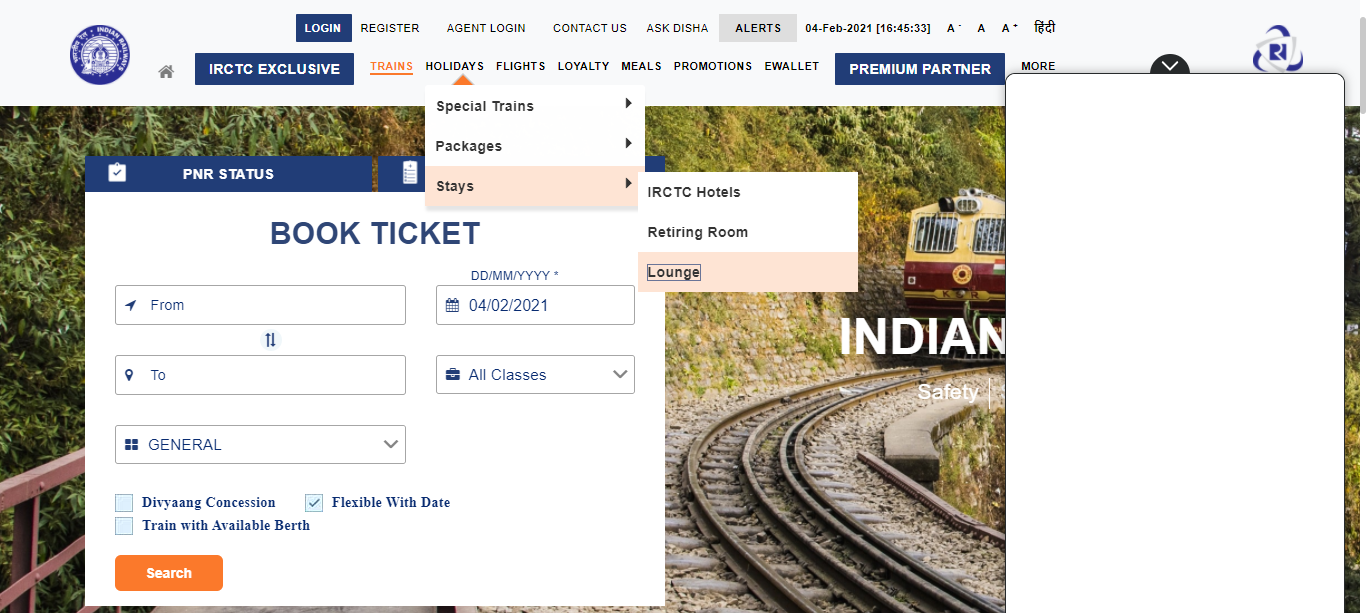 LOGIN REGISTER AGENT LOGIN CONTACT US ASK DISHA ALERTS 04-Feb-2021 [16:45:33] A- A A+ हिंदी
INDIAN RAILWAYS
IRCTC EXCLUSIVE TRAINS HOLIDAYS FLIGHTS LOYALTY MEALS PROMOTIONS EWALLET PREMIUM PARTNER MORE
Special Trains
Packages
Stays
IRCTC Hotels
Retiring Room
Lounge
PNR STATUS
BOOK TICKET
DD/MM/YYYY *
From
04/02/2021
To
All Classes
GENERAL
Divyaang Concession
Flexible With Date
Train with Available Berth
Search
INDIAN
Safety |